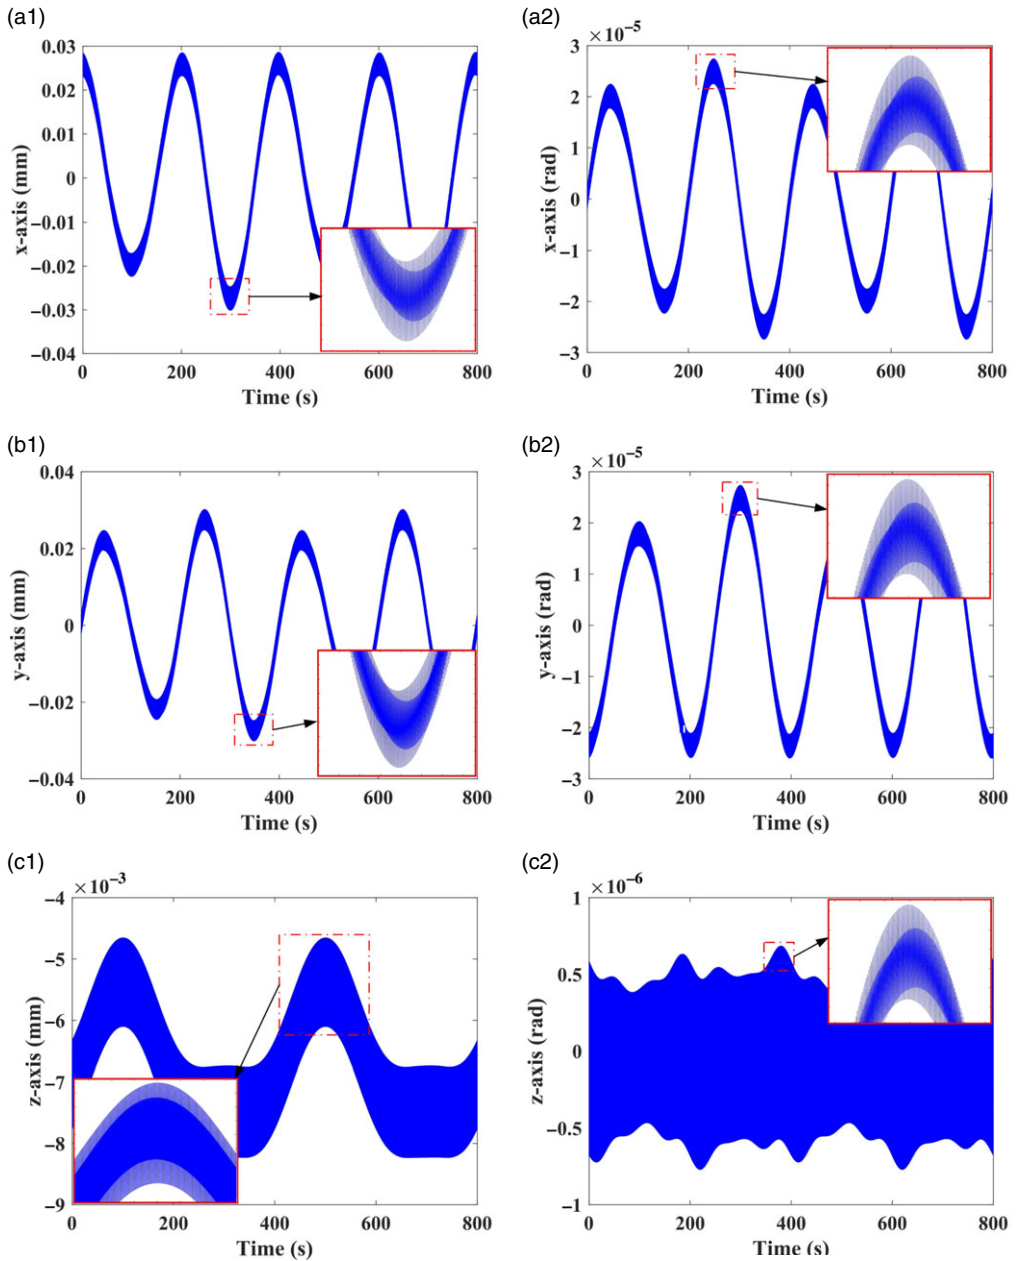 (a1)
0.03
0.02
0.01
0
−0.01
−0.02
−0.03
−0.04
x-axis (mm)
0 200 400 600 800
Time (s)
(a2)
×10−5
3
2
1
0
−1
−2
−3
x-axis (rad)
0 200 400 600 800
Time (s)
(b1)
0.04
0.02
0
−0.02
−0.04
y-axis (mm)
0 200 400 600 800
Time (s)
(b2)
×10−5
3
2
1
0
−1
−2
−3
y-axis (rad)
0 200 400 600 800
Time (s)
(c1)
×10−3
−4
−5
−6
−7
−8
−9
z-axis (mm)
0 200 400 600 800
Time (s)
(c2)
×10−6
1
0.5
0
−0.5
−1
z-axis (rad)
0 200 400 600 800
Time (s)